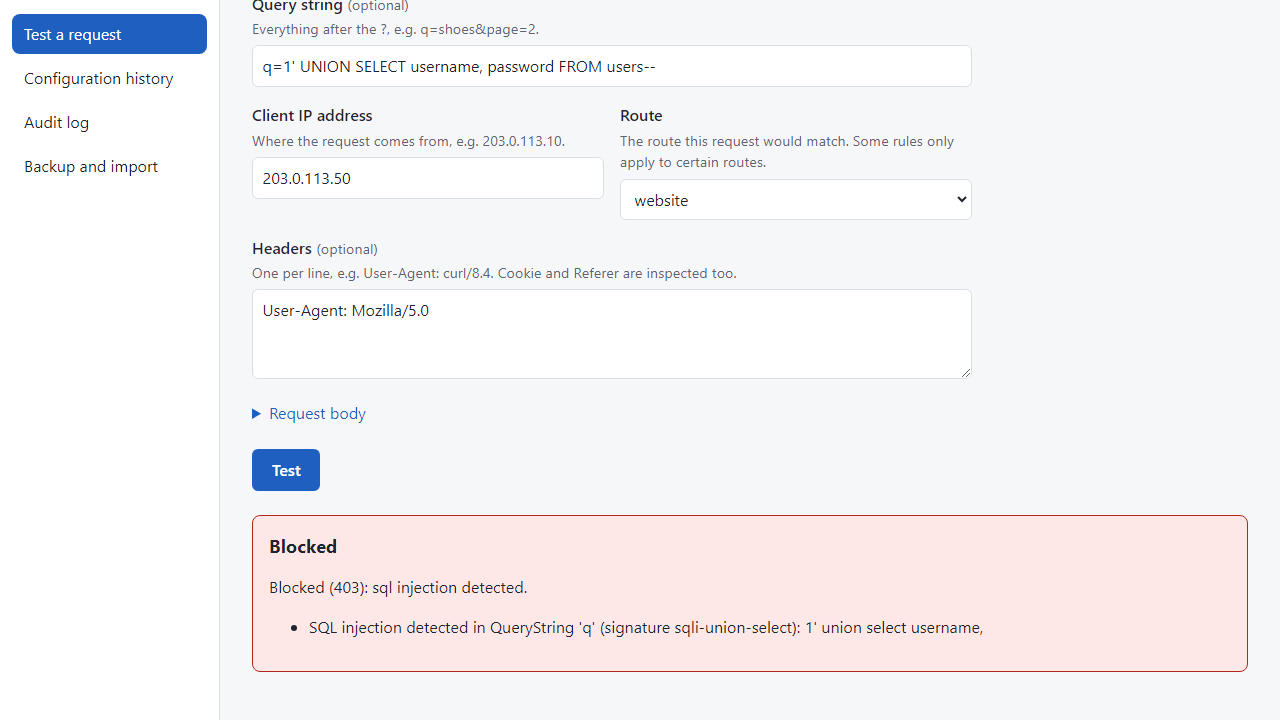 Test a request
Configuration history
Audit log
Backup and import
Query string (optional)
Everything after the ?, e.g. q=shoes&page=2.
q=1' UNION SELECT username, password FROM users--
Client IP address
Where the request comes from, e.g. 203.0.113.10.
203.0.113.50
Route
The route this request would match. Some rules only
apply to certain routes.
website
Headers (optional)
One per line, e.g. User-Agent: curl/8.4. Cookie and Referer are inspected too.
User-Agent: Mozilla/5.0
Request body
Test
Blocked
Blocked (403): sql injection detected.
SQL injection detected in QueryString 'q' (signature sqli-union-select): 1' union select username,